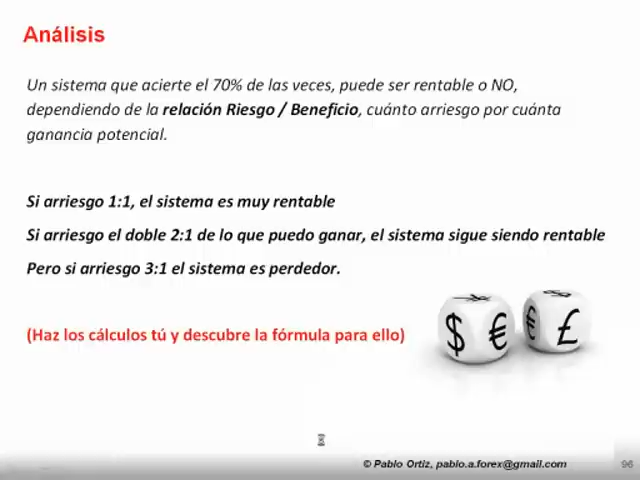 Análisis
Un sistema que acierte el 70% de las veces, puede ser rentable o NO,
dependiendo de la relación Riesgo / Beneficio, cuánto arriesgo por cuánta
ganancia potencial.
Si arriesgo 1:1, el sistema es muy rentable
Si arriesgo el doble 2:1 de lo que puedo ganar, el sistema sigue siendo rentable
Pero si arriesgo 3:1 el sistema es perdedor.
(Haz los cálculos tú y descubre la fórmula para ello)
$ € € £
© Pablo Ortiz, pablo.a.forex@gmail.com
96